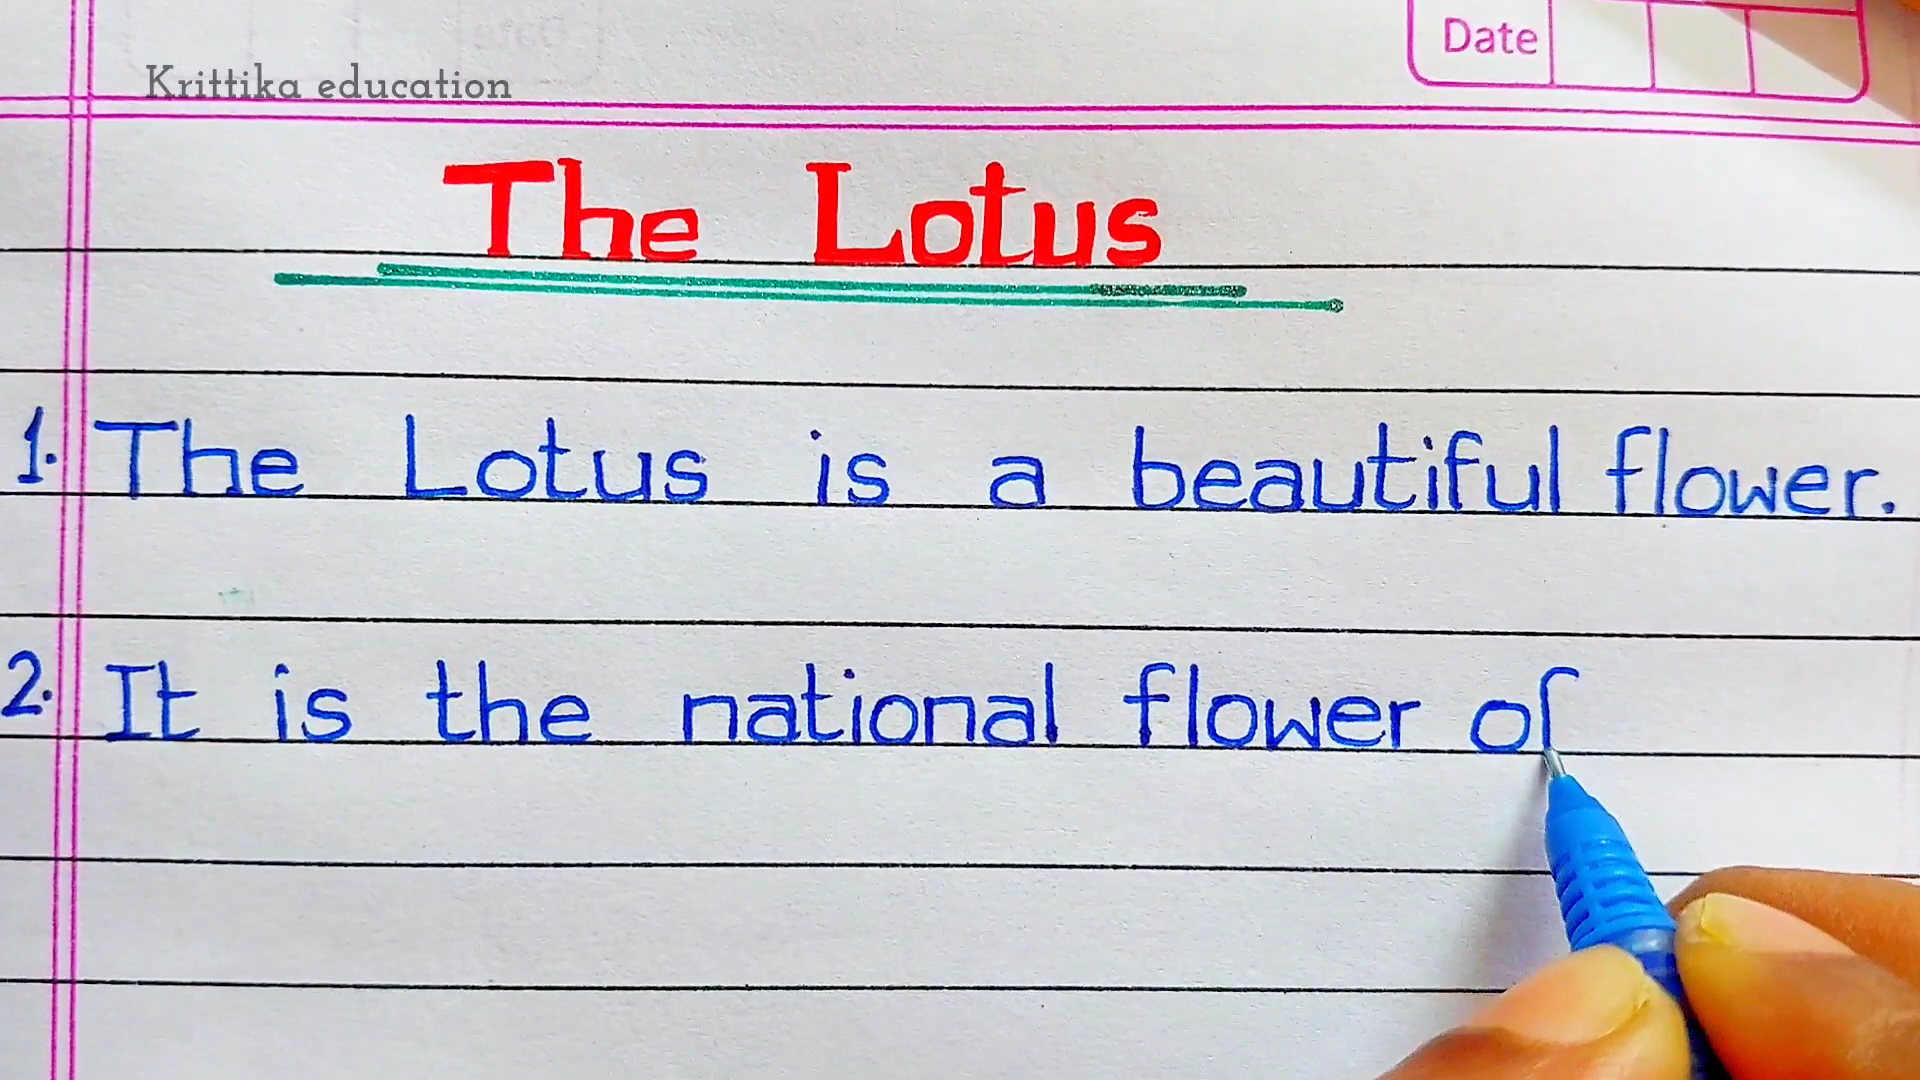 Date
Krittika education
The Lotus
1. The Lotus is a beautiful flower.
2. It is the national flower of